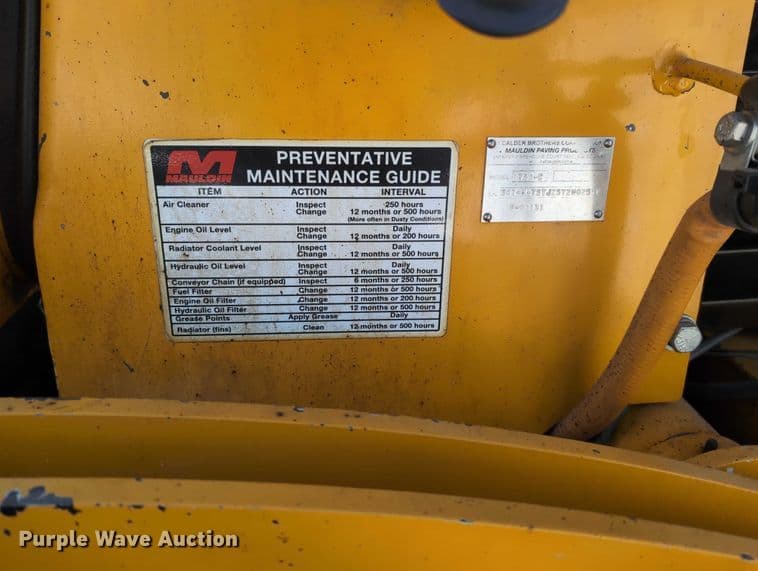 M
MAULDIN
PREVENTATIVE
MAINTENANCE GUIDE
ITEM ACTION INTERVAL
Air Cleaner Inspect 250 hours
Change 12 months or 500 hours
(More often in Dusty Conditions)
Engine Oil Level Inspect Daily
Change 12 months or 200 hours
Radiator Coolant Level Inspect Daily
Change 12 months or 500 hours
Hydraulic Oil Level Inspect Daily
Change 12 months or 500 hours
Conveyor Chain (if equipped) Inspect 6 months or 250 hours
Fuel Filter Change 12 months or 500 hours
Engine Oil Filter Change 12 months or 200 hours
Hydraulic Oil Filter Change 12 months or 500 hours
Grease Points Apply Grease Daily
Radiator (fins) Clean 12 months or 500 hours
CALDER BROTHERS
MAULDIN PAVING
MODEL
Purple Wave Auction